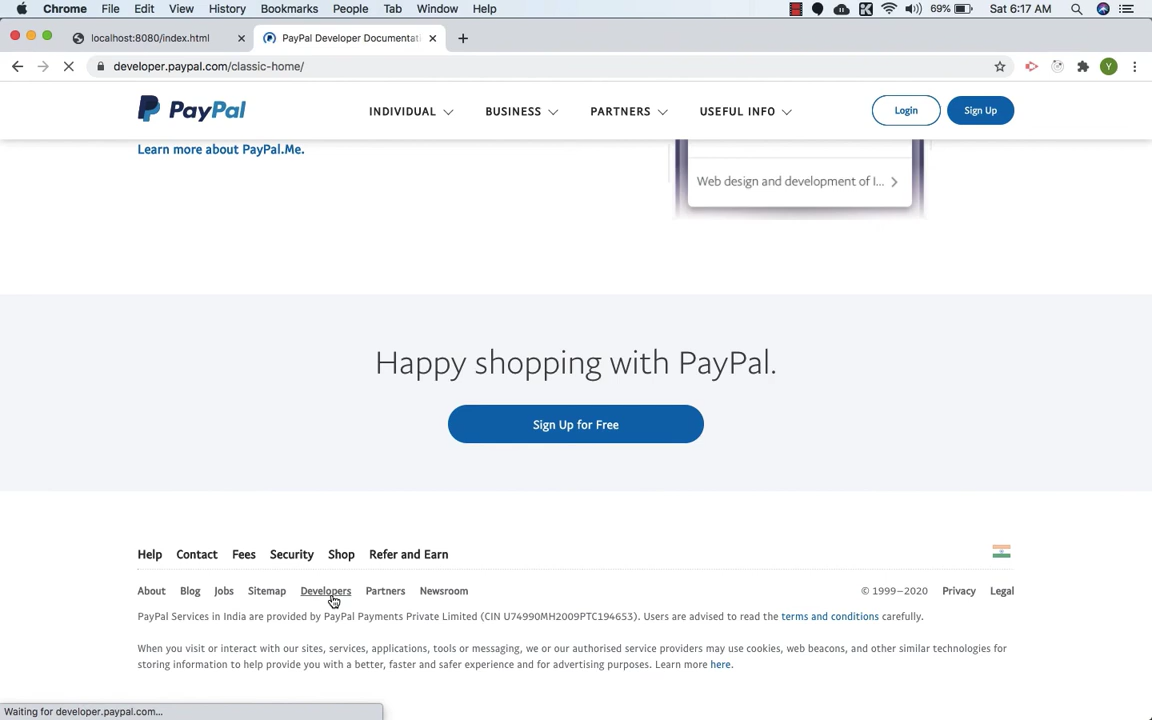 Chrome File Edit View History Bookmarks People Tab Window Help 69% Sat 6:17 AM
localhost:8080/index.html PayPal Developer Documentati
developer.paypal.com/classic-home/ Y
PayPal INDIVIDUAL BUSINESS PARTNERS USEFUL INFO Login Sign Up
Learn more about PayPal.Me.
Web design and development of I...
Happy shopping with PayPal.
Sign Up for Free
Help Contact Fees Security Shop Refer and Earn
About Blog Jobs Sitemap Developers Partners Newsroom © 1999–2020 Privacy Legal
PayPal Services in India are provided by PayPal Payments Private Limited (CIN U74990MH2009PTC194653). Users are advised to read the terms and conditions carefully.
When you visit or interact with our sites, services, applications, tools or messaging, we or our authorised service providers may use cookies, web beacons, and other similar technologies for
storing information to help provide you with a better, faster and safer experience and for advertising purposes. Learn more here.
Waiting for developer.paypal.com...